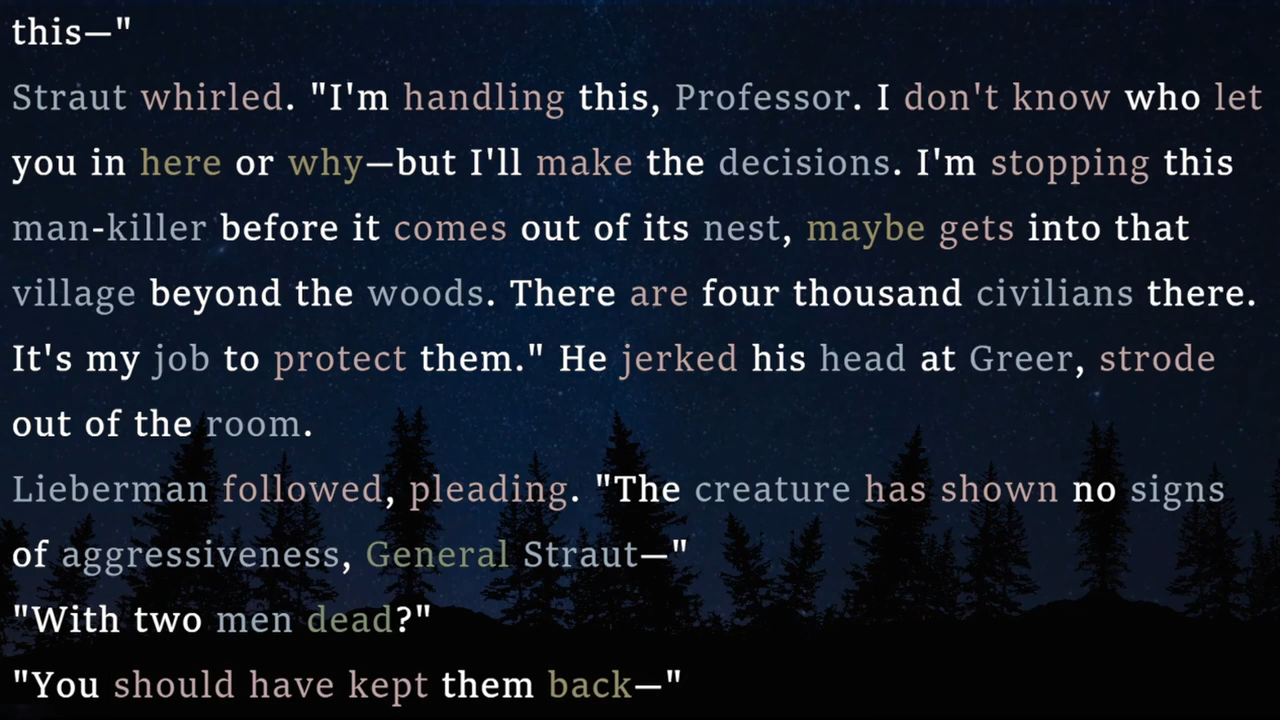 this—"
Straut whirled. "I'm handling this, Professor. I don't know who let
you in here or why—but I'll make the decisions. I'm stopping this
man-killer before it comes out of its nest, maybe gets into that
village beyond the woods. There are four thousand civilians there.
It's my job to protect them." He jerked his head at Greer, strode
out of the room.
Lieberman followed, pleading. "The creature has shown no signs
of aggressiveness, General Straut—"
"With two men dead?"
"You should have kept them back—"